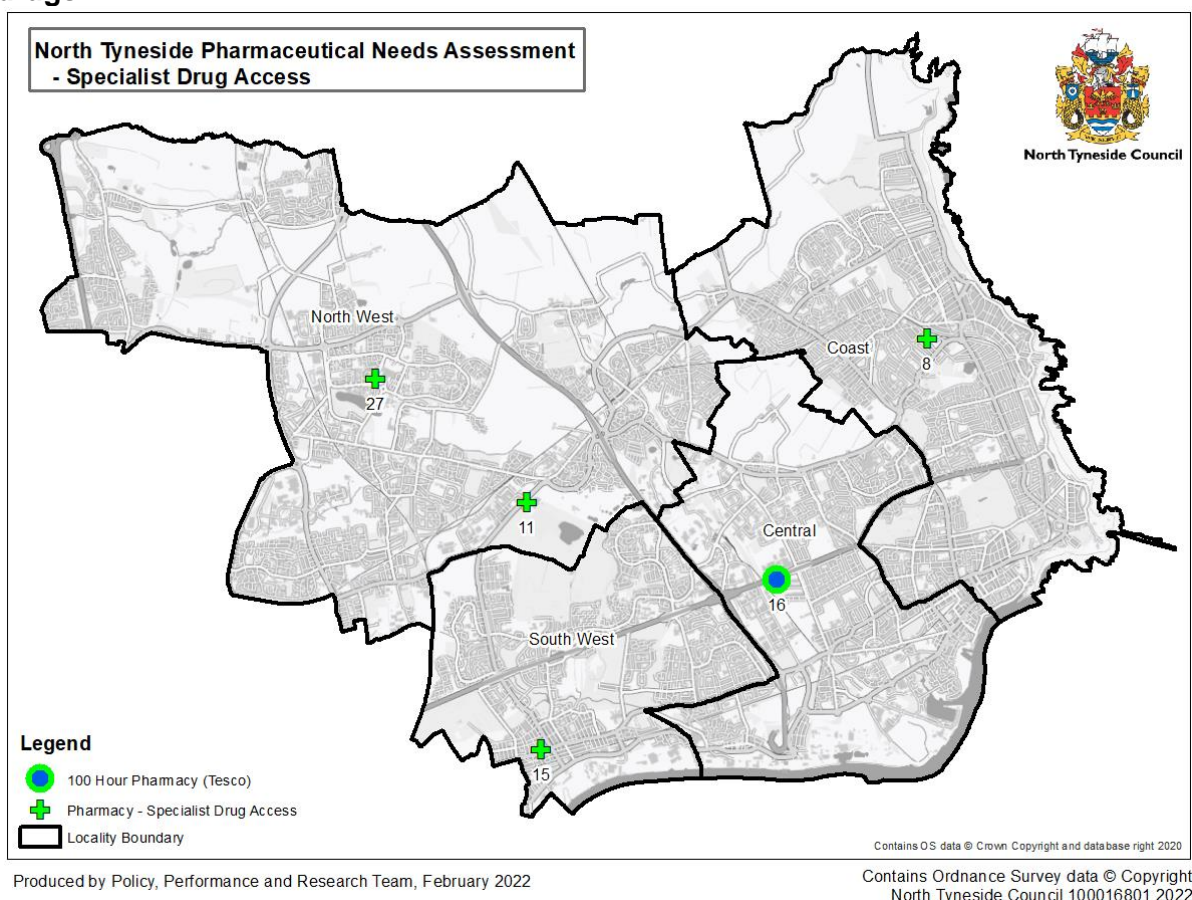 North Tyneside Pharmaceutical Needs Assessment
- Specialist Drug Access
North Tyneside Council
North West
27
Coast
8
11
Central
16
South West
15
Legend
100 Hour Pharmacy (Tesco)
Pharmacy - Specialist Drug Access
Locality Boundary
Contains OS data © Crown Copyright and database right 2020
Produced by Policy, Performance and Research Team, February 2022
Contains Ordnance Survey data © Copyright
North Tyneside Council 100016801 2022